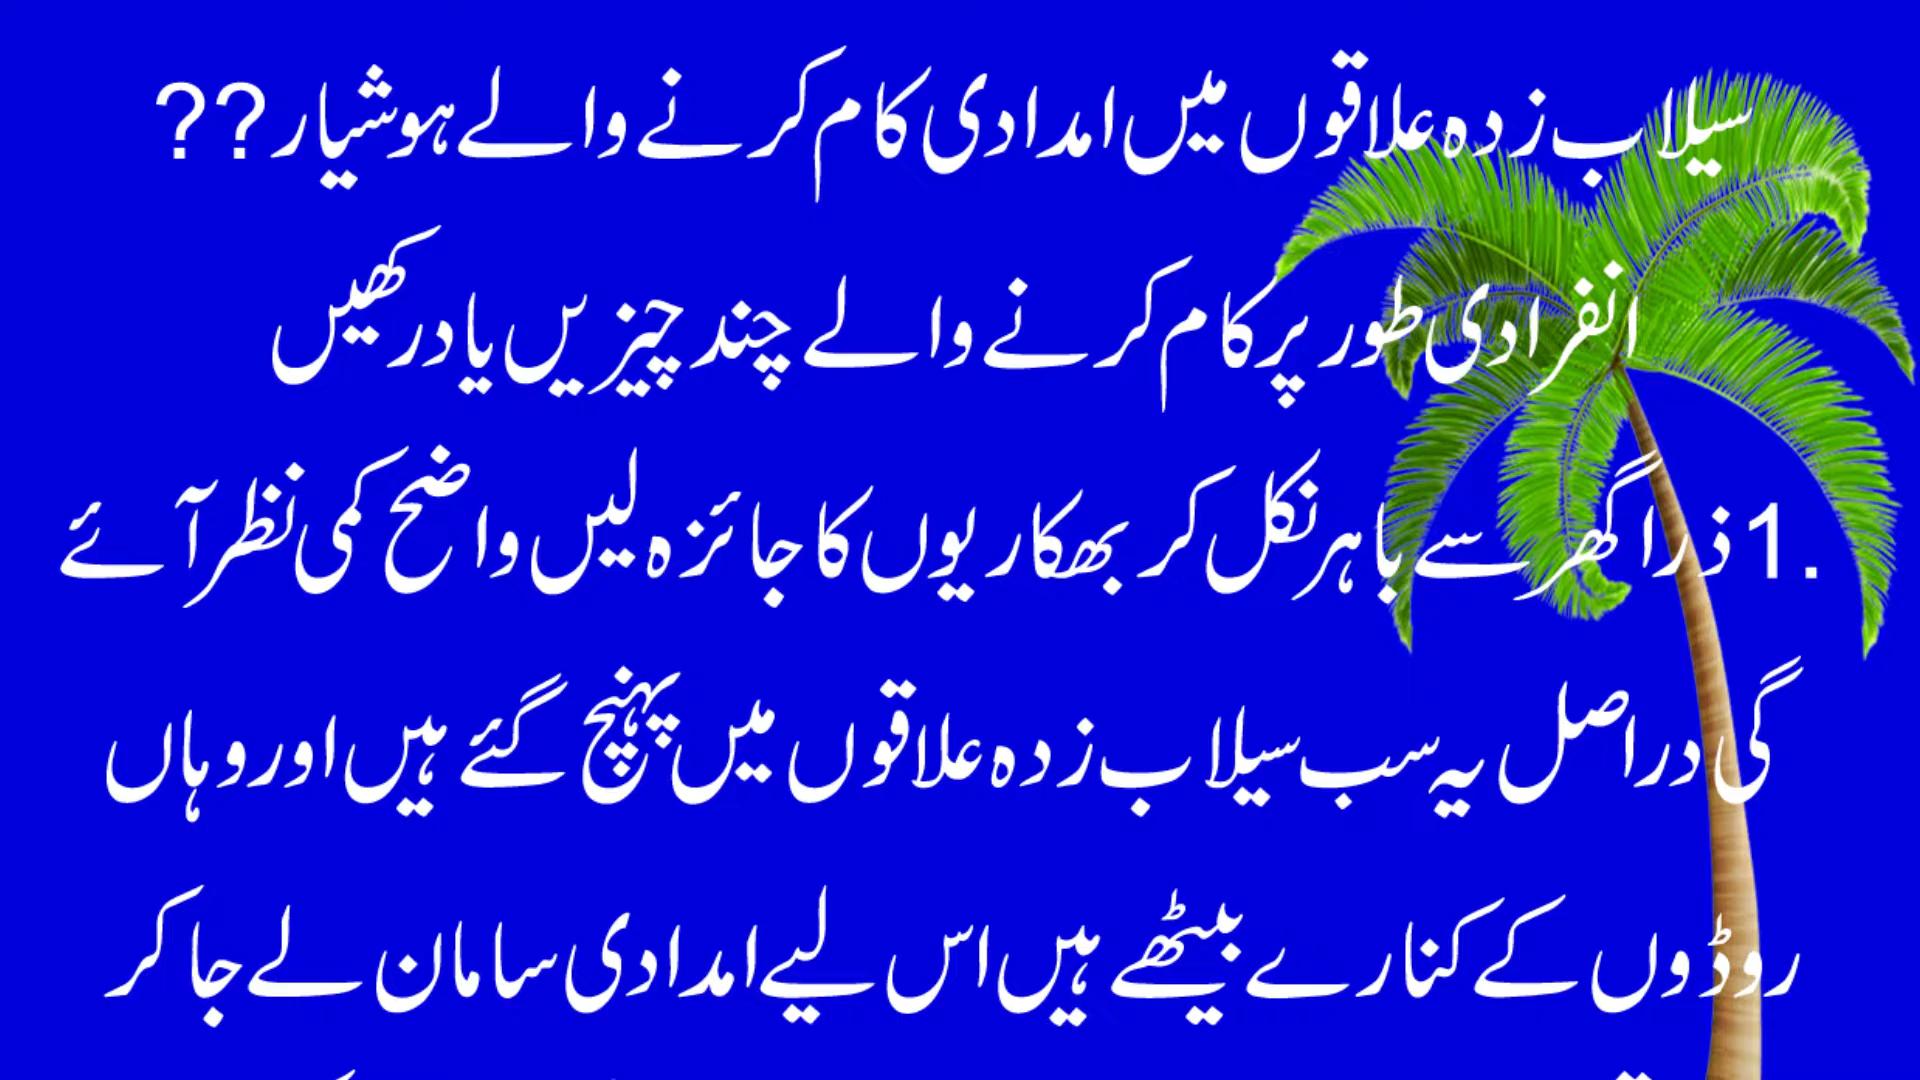 سیلاب زدہ علاقوں میں امدادی کام کرنے والے ہوشیار??
انفرادی طور پر کام کرنے والے چند چیزیں یاد رکھیں
1. ذرا گھر سے باہر نکل کر بھکاریوں کا جائزہ لیں واضح کمی نظر آئے
گی دراصل یہ سب سیلاب زدہ علاقوں میں پہنچ گئے ہیں اور وہاں
روڈوں کے کنارے بیٹھے ہیں اس لیے امدادی سامان لے جا کر